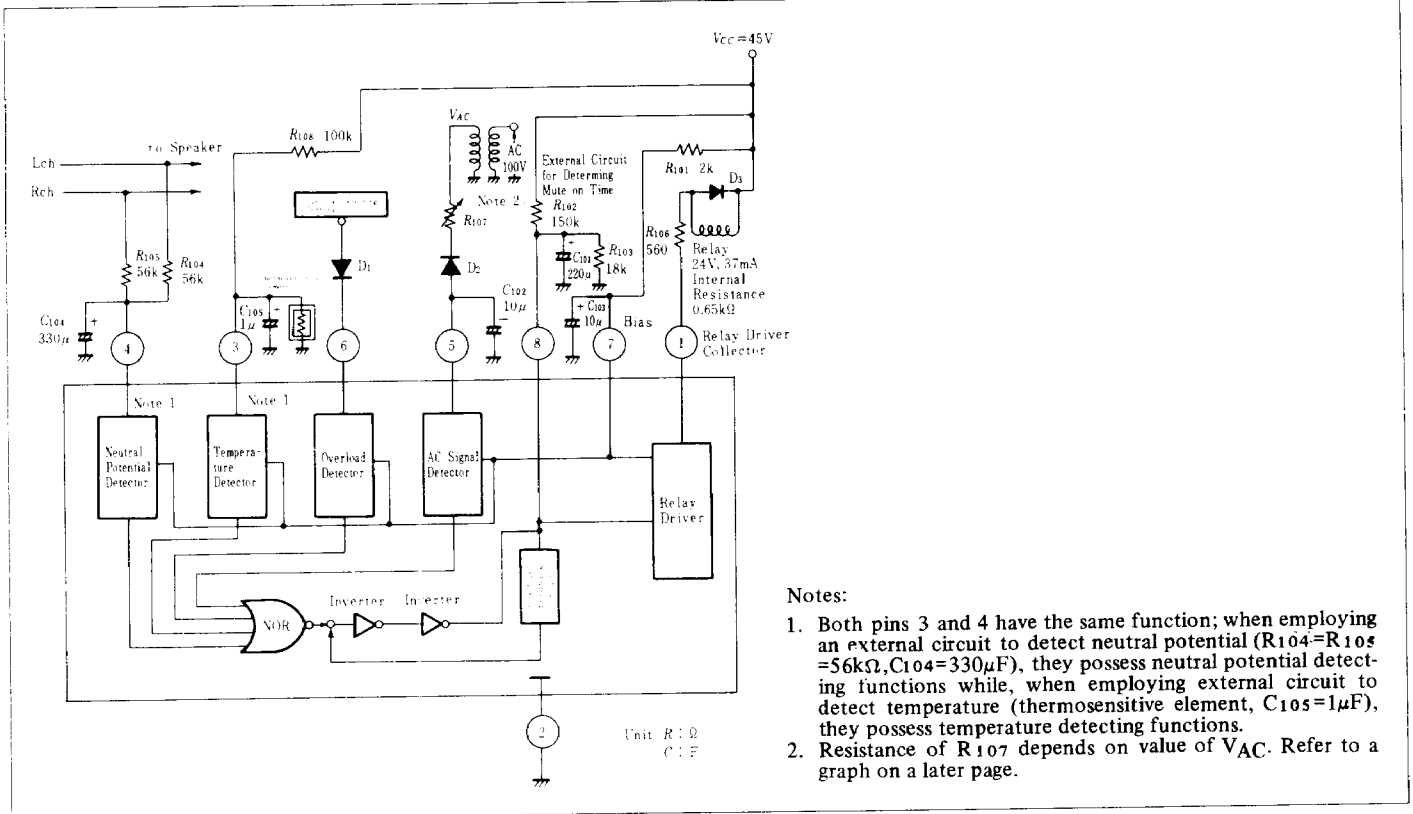 Vcc=45V
VAC
R108 100k
to Speaker
Lch
Rch
AC
100V
External Circuit
for Determing
Mute on Time
R101 2k
D3
Note 2
R107
R102
150k
R105
56k
R104
56k
D1
D2
R106
560
R103
18k
C101
220μ
Relay
24V, 37mA
Internal
Resistance
0.65kΩ
C102
10μ
C103
10μ
C104
330μ
C105
1μ
Bias
Relay Driver
Collector
4
3
6
5
8
7
1
Note 1
Note 1
Neutral
Potential
Detector
Tempera-
ture
Detector
Overload
Detector
AC Signal
Detector
Relay
Driver
Inverter
Inverter
NOR
2
Unit R : Ω
C : F
Notes:
1. Both pins 3 and 4 have the same function; when employing
an external circuit to detect neutral potential (R104=R105
=56kΩ,C104=330μF), they possess neutral potential detect-
ing functions while, when employing external circuit to
detect temperature (thermosensitive element, C105=1μF),
they possess temperature detecting functions.
2. Resistance of R107 depends on value of VAC. Refer to a
graph on a later page.